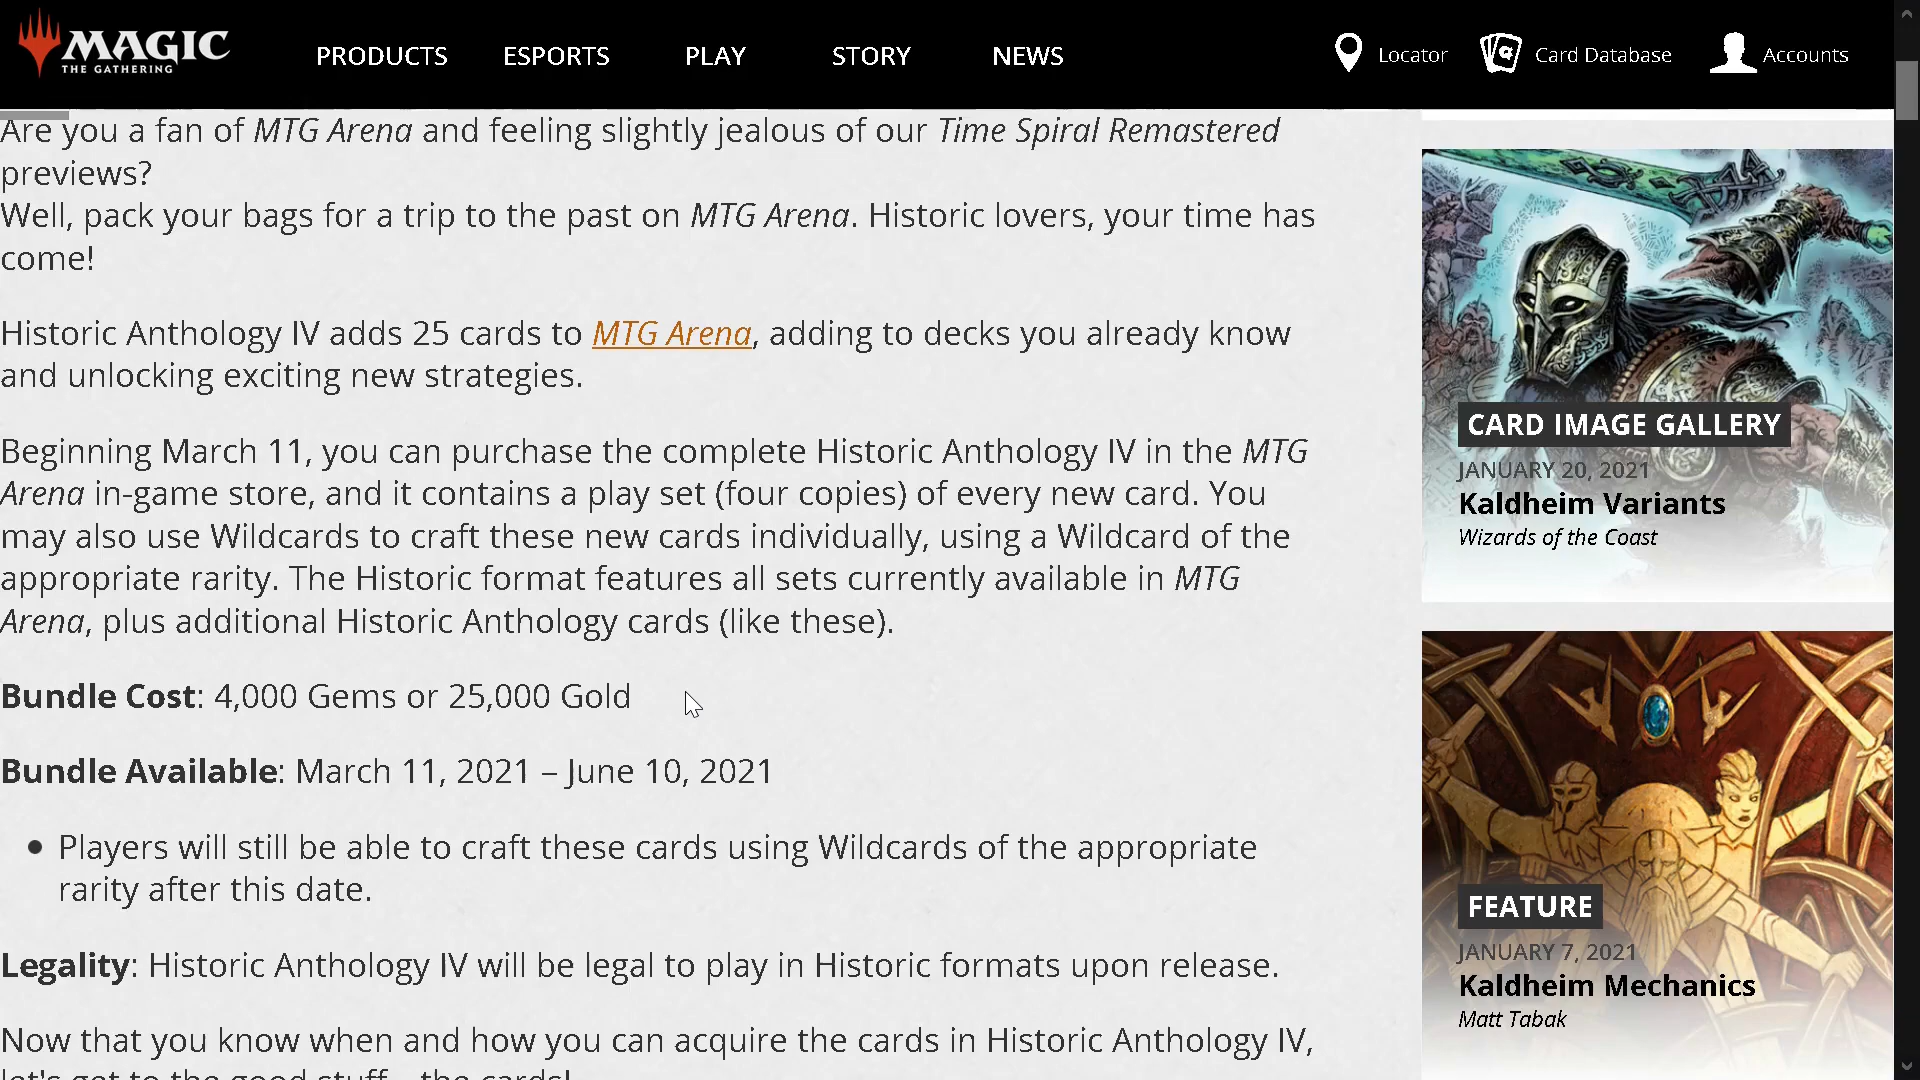 MAGIC
THE GATHERING
PRODUCTS ESPORTS PLAY STORY NEWS Locator Card Database Accounts
Are you a fan of MTG Arena and feeling slightly jealous of our Time Spiral Remastered
previews?
Well, pack your bags for a trip to the past on MTG Arena. Historic lovers, your time has
come!
Historic Anthology IV adds 25 cards to MTG Arena, adding to decks you already know
and unlocking exciting new strategies.
Beginning March 11, you can purchase the complete Historic Anthology IV in the MTG
Arena in-game store, and it contains a play set (four copies) of every new card. You
may also use Wildcards to craft these new cards individually, using a Wildcard of the
appropriate rarity. The Historic format features all sets currently available in MTG
Arena, plus additional Historic Anthology cards (like these).
Bundle Cost: 4,000 Gems or 25,000 Gold
Bundle Available: March 11, 2021 – June 10, 2021
• Players will still be able to craft these cards using Wildcards of the appropriate
rarity after this date.
Legality: Historic Anthology IV will be legal to play in Historic formats upon release.
Now that you know when and how you can acquire the cards in Historic Anthology IV,
let's get to the good stuff—the cards!
CARD IMAGE GALLERY
JANUARY 20, 2021
Kaldheim Variants
Wizards of the Coast
FEATURE
JANUARY 7, 2021
Kaldheim Mechanics
Matt Tabak